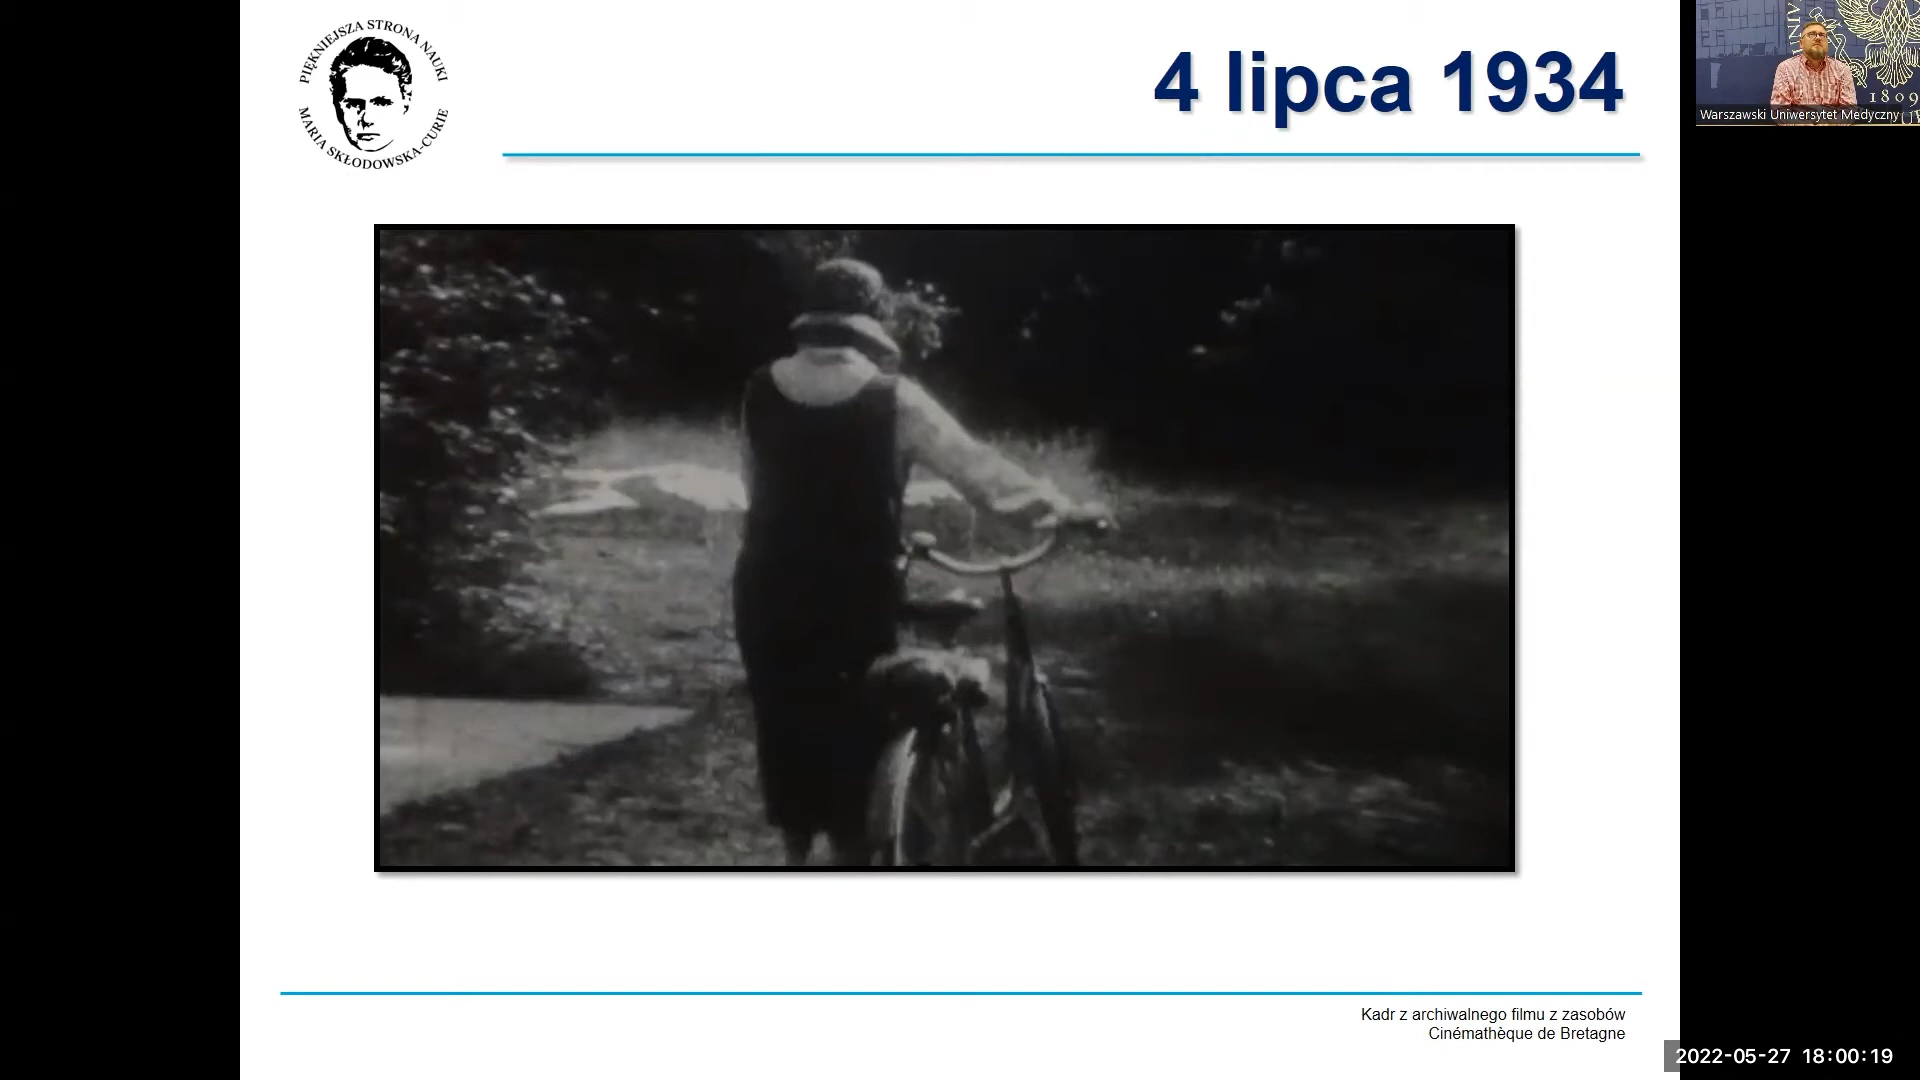 PIĘKNIEJSZA STRONA NAUKI
MARIA SKŁODOWSKA-CURIE
4 lipca 1934
1809
Warszawski Uniwersytet Medyczny
Kadr z archiwalnego filmu z zasobów
Cinémathèque de Bretagne
2022-05-27 18:00:19